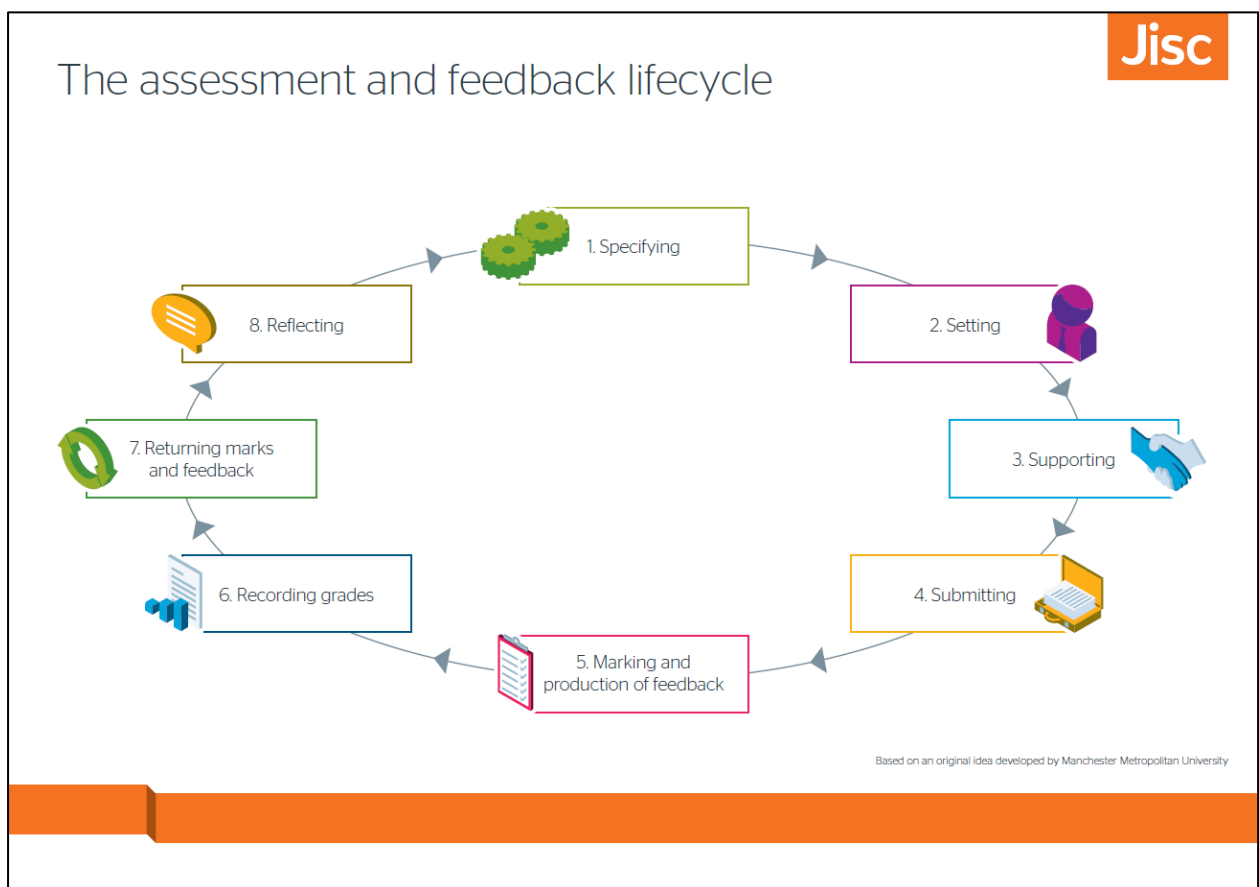 Jisc
The assessment and feedback lifecycle
1. Specifying
2. Setting
3. Supporting
4. Submitting
5. Marking and
production of feedback
6. Recording grades
7. Returning marks
and feedback
8. Reflecting
Based on an original idea developed by Manchester Metropolitan University